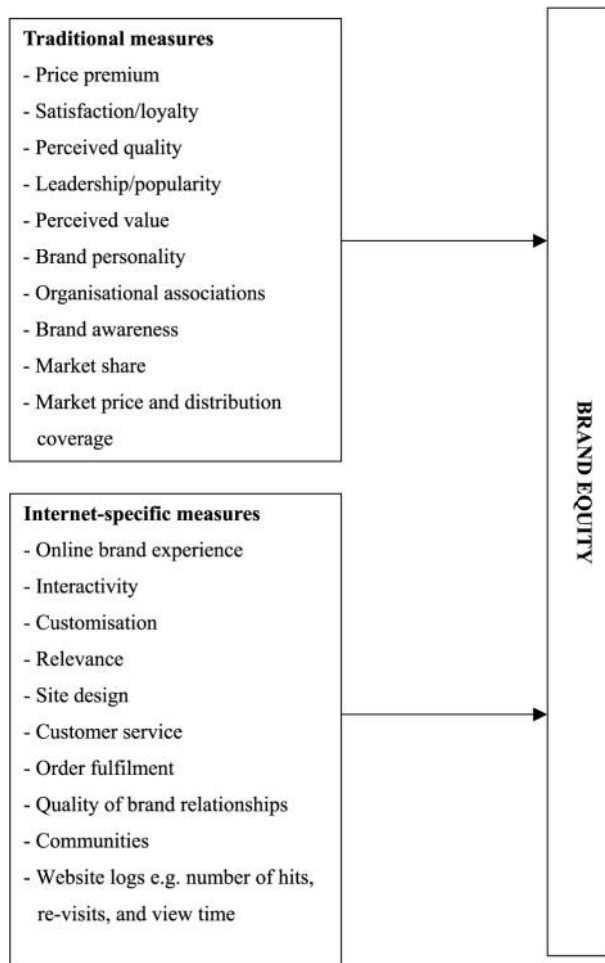 Traditional measures
- Price premium
- Satisfaction/loyalty
- Perceived quality
- Leadership/popularity
- Perceived value
- Brand personality
- Organisational associations
- Brand awareness
- Market share
- Market price and distribution
coverage
Internet-specific measures
- Online brand experience
- Interactivity
- Customisation
- Relevance
- Site design
- Customer service
- Order fulfilment
- Quality of brand relationships
- Communities
- Website logs e.g. number of hits,
re-visits, and view time
BRAND EQUITY